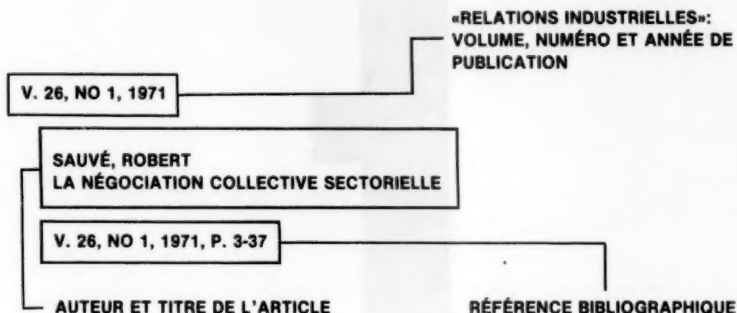 «RELATIONS INDUSTRIELLES»:
VOLUME, NUMÉRO ET ANNÉE DE
PUBLICATION
V. 26, NO 1, 1971
SAUVÉ, ROBERT
LA NÉGOCIATION COLLECTIVE SECTORIELLE
V. 26, NO 1, 1971, P. 3-37
AUTEUR ET TITRE DE L'ARTICLE
RÉFÉRENCE BIBLIOGRAPHIQUE